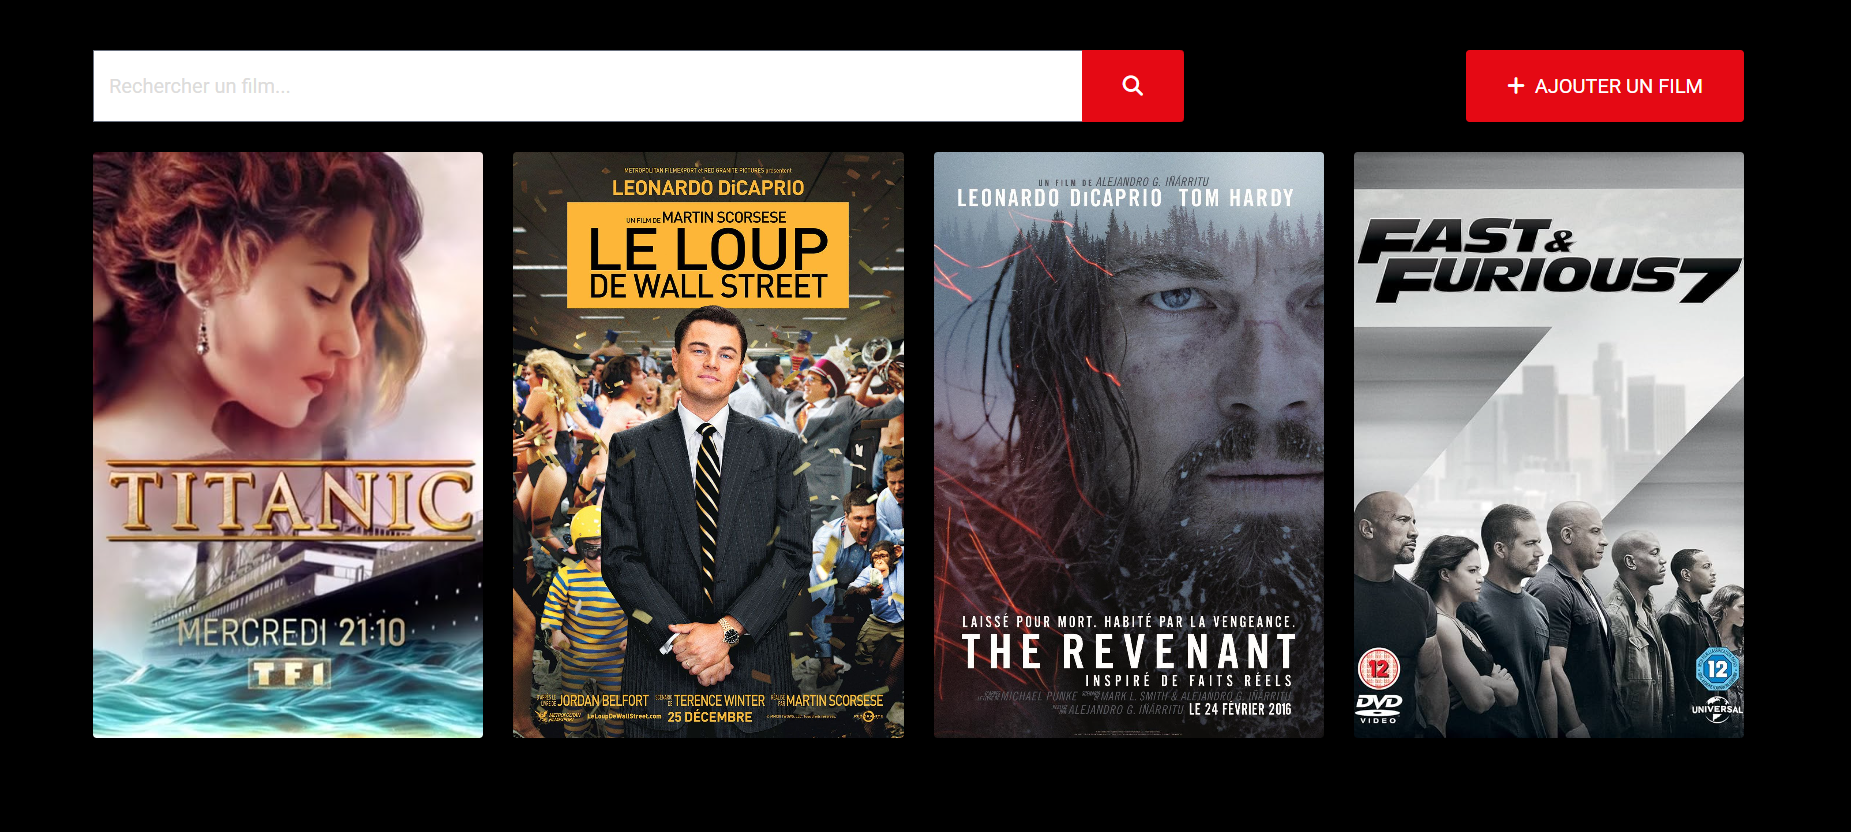 Rechercher un film...
AJOUTER UN FILM
TITANIC
MERCREDI 21:10
TF1
METROPOLITAN FILMEXPORT et RED GRANITE PICTURES présentent
LEONARDO DiCAPRIO
UN FILM DE MARTIN SCORSESE
LE LOUP
DE WALL STREET
JORDAN BELFORT TERENCE WINTER MARTIN SCORSESE
LeLoupDeWallStreet.com 25 DÉCEMBRE
UN FILM DE ALEJANDRO G. IÑÁRRITU
LEONARDO DiCAPRIO TOM HARDY
LAISSÉ POUR MORT. HABITÉ PAR LA VENGEANCE.
THE REVENANT
INSPIRÉ DE FAITS RÉELS
MICHAEL PUNKE MARK L. SMITH & ALEJANDRO G. IÑÁRRITU
ALEJANDRO G. IÑÁRRITU LE 24 FÉVRIER 2016
FAST &
FURIOUS 7
12
DVD
VIDEO
12
UNIVERSAL